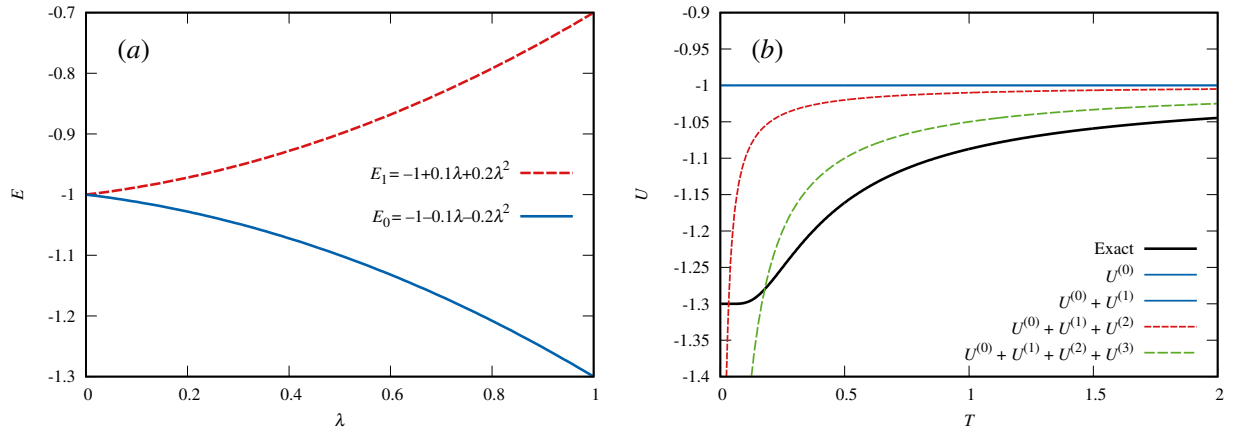 (a)
-0.7
-0.8
-0.9
-1
-1.1
-1.2
-1.3
E
E₁ = −1+0.1λ+0.2λ²
E₀ = −1−0.1λ−0.2λ²
0 0.2 0.4 0.6 0.8 1
λ
(b)
-0.9
-0.95
-1
-1.05
-1.1
-1.15
-1.2
-1.25
-1.3
-1.35
-1.4
U
Exact
U⁽⁰⁾
U⁽⁰⁾ + U⁽¹⁾
U⁽⁰⁾ + U⁽¹⁾ + U⁽²⁾
U⁽⁰⁾ + U⁽¹⁾ + U⁽²⁾ + U⁽³⁾
0 0.5 1 1.5 2
T